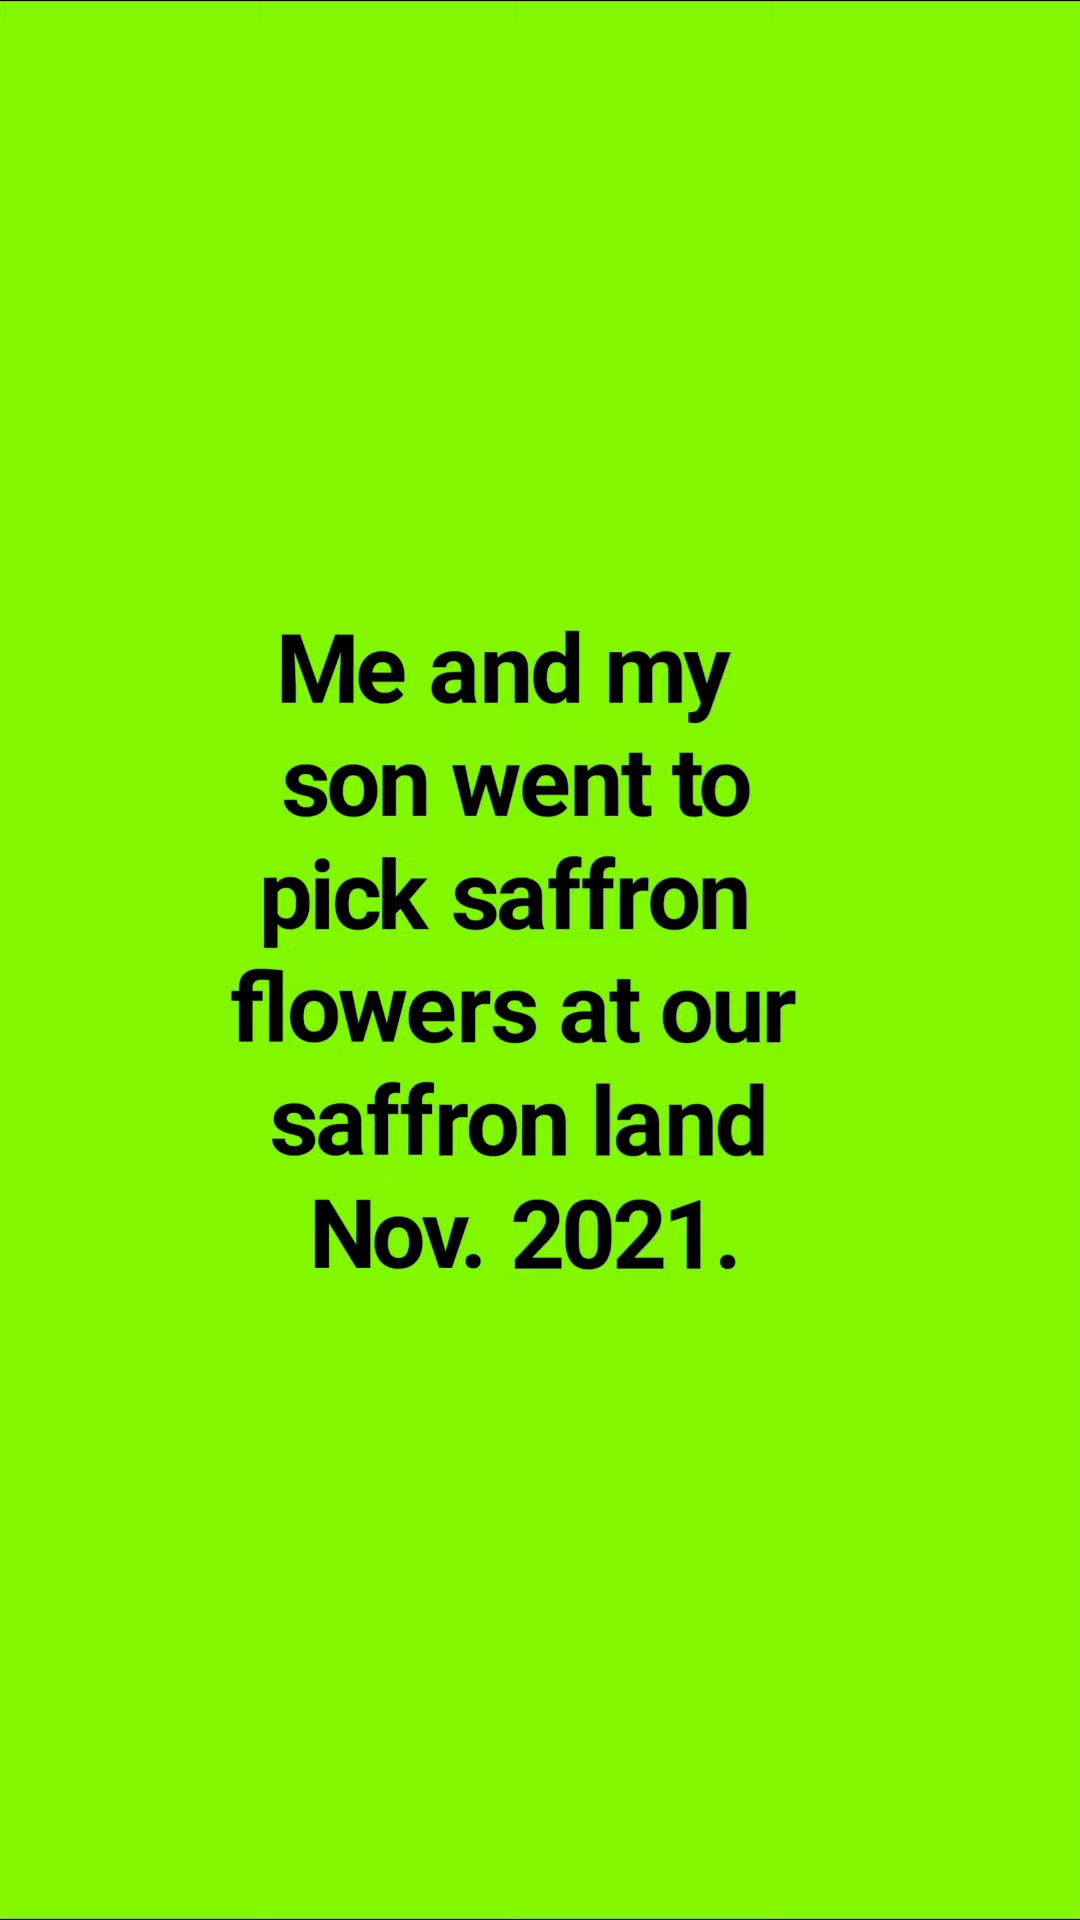 Me and my
son went to
pick saffron
flowers at our
saffron land
Nov. 2021.